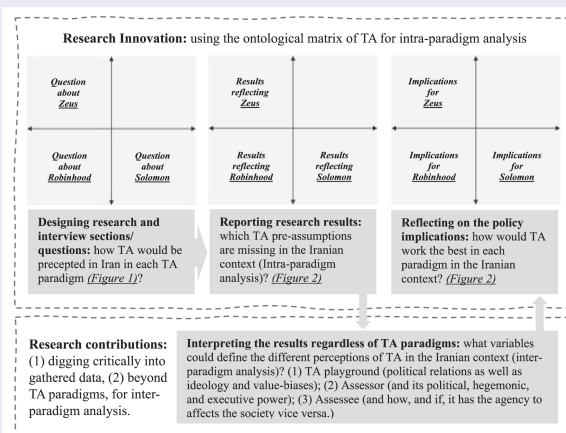 Research Innovation: using the ontological matrix of TA for intra-paradigm analysis
Question
about
Zeus
Question
about
Robinhood
Question
about
Solomon
Results
reflecting
Zeus
Results
reflecting
Robinhood
Results
reflecting
Solomon
Implications
for
Zeus
Implications
for
Robinhood
Implications
for
Solomon
Designing research and
interview sections/
questions: how TA would be
precepted in Iran in each TA
paradigm (Figure 1)?
Reporting research results:
which TA pre-assumptions
are missing in the Iranian
context (Intra-paradigm
analysis)? (Figure 2)
Reflecting on the policy
implications: how would TA
work the best in each
paradigm in the Iranian
context? (Figure 2)
Research contributions:
(1) digging critically into
gathered data, (2) beyond
TA paradigms, for inter-
paradigm analysis.
Interpreting the results regardless of TA paradigms: what variables
could define the different perceptions of TA in the Iranian context (inter-
paradigm analysis)? (1) TA playground (political relations as well as
ideology and value-biases); (2) Assessor (and its political, hegemonic,
and executive power); (3) Assessee (and how, and if, it has the agency to
affects the society vice versa.)